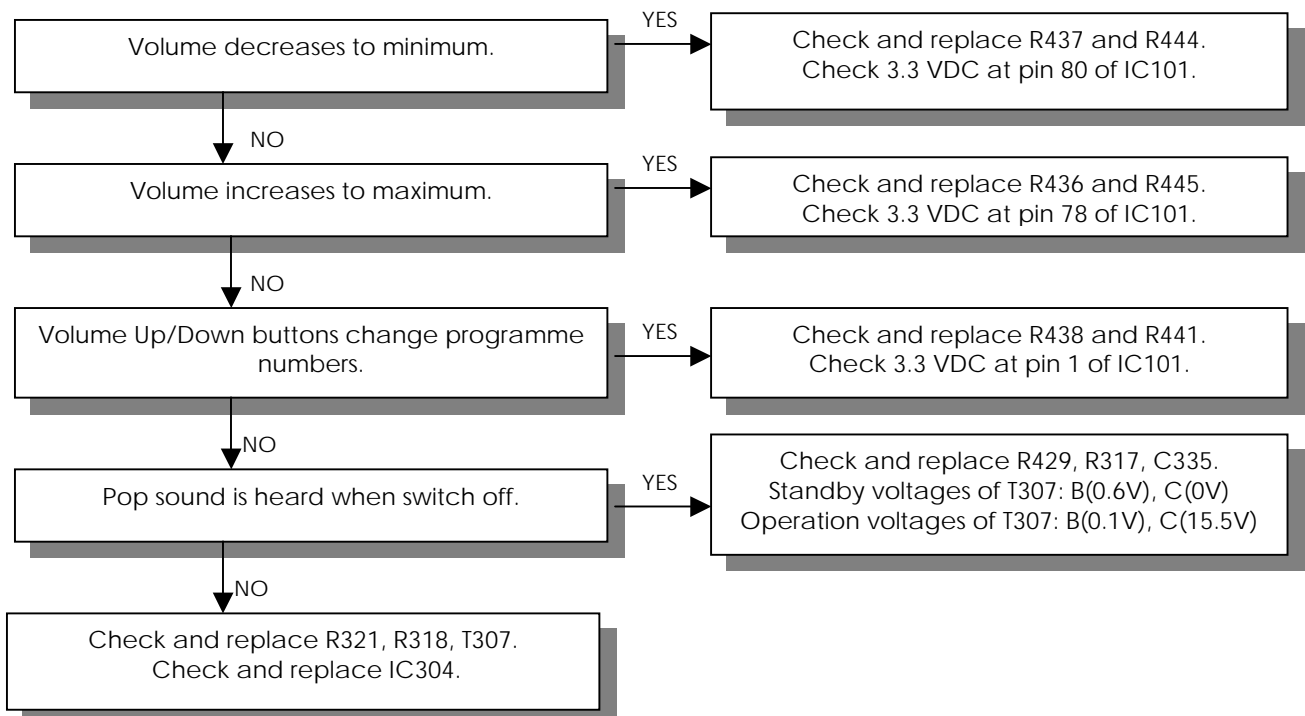 Volume decreases to minimum.
YES
Check and replace R437 and R444.
Check 3.3 VDC at pin 80 of IC101.
NO
Volume increases to maximum.
YES
Check and replace R436 and R445.
Check 3.3 VDC at pin 78 of IC101.
NO
Volume Up/Down buttons change programme
numbers.
YES
Check and replace R438 and R441.
Check 3.3 VDC at pin 1 of IC101.
NO
Pop sound is heard when switch off.
YES
Check and replace R429, R317, C335.
Standby voltages of T307: B(0.6V), C(0V)
Operation voltages of T307: B(0.1V), C(15.5V)
NO
Check and replace R321, R318, T307.
Check and replace IC304.